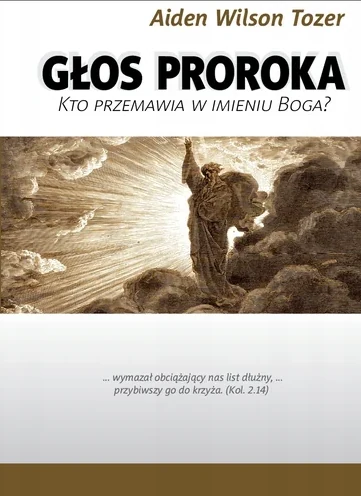 Aiden Wilson Tozer
GŁOS PROROKA
KTO PRZEMAWIA W IMIENIU BOGA?
... wymazał obciążający nas list dłużny, ...
przybiwszy go do krzyża. (Kol. 2.14)